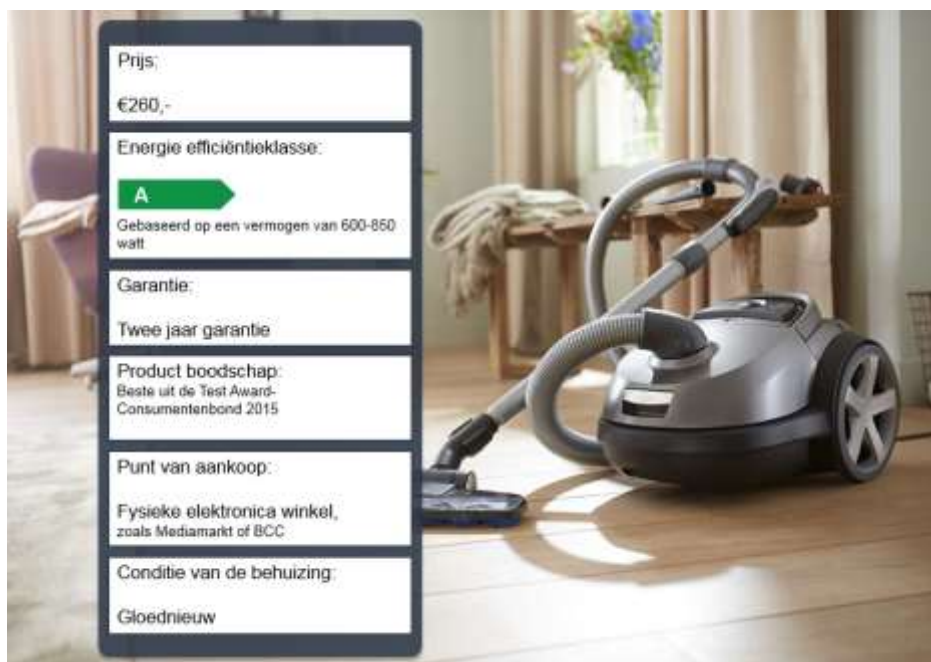 Prijs:
€260,-
Energie efficiëntieklasse:
A
Gebaseerd op een vermogen van 600-850
watt
Garantie:
Twee jaar garantie
Product boodschap:
Beste uit de Test Award-
Consumentenbond 2015
Punt van aankoop:
Fysieke elektronica winkel,
zoals Mediamarkt of BCC
Conditie van de behuizing:
Gloednieuw